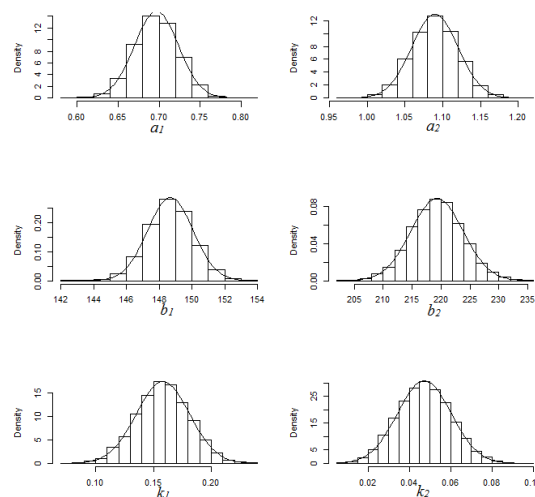 Density
0 4 8 12
0.60 0.65 0.70 0.75 0.80
a1
Density
0 2 4 6 8 12
0.95 1.00 1.05 1.10 1.15 1.20
a2
Density
0.00 0.10 0.20
142 144 146 148 150 152 154
b1
Density
0.00 0.04 0.08
205 210 215 220 225 230 235
b2
Density
0 5 10 15
0.10 0.15 0.20
k1
Density
0 5 15 25
0.02 0.04 0.06 0.08 0.1
k2